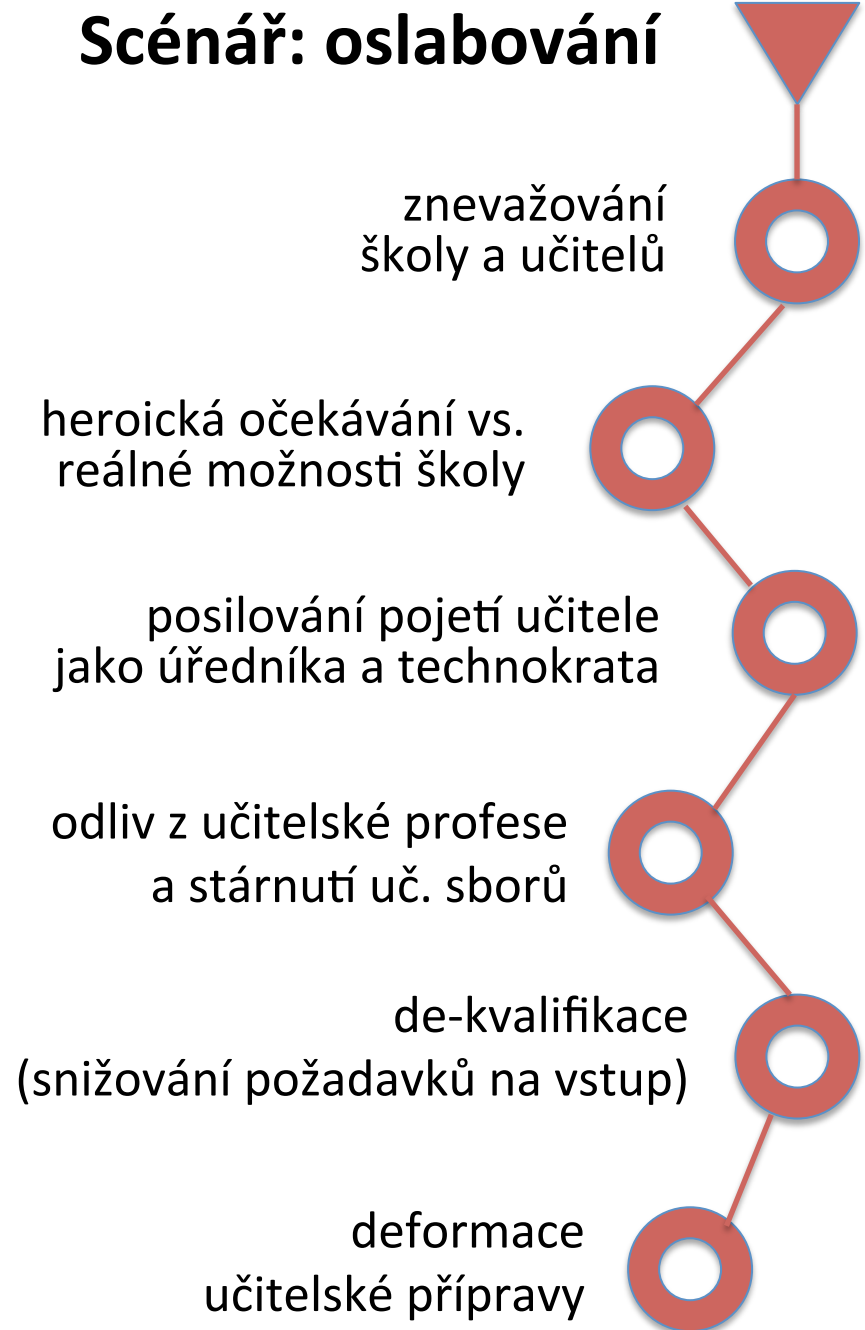 Scénář: oslabování
znevažování
školy a učitelů
heroická očekávání vs.
reálné možnosti školy
posilování pojetí učitele
jako úředníka a technokrata
odliv z učitelské profese
a stárnutí uč. sborů
de-kvalifikace
(snižování požadavků na vstup)
deformace
učitelské přípravy